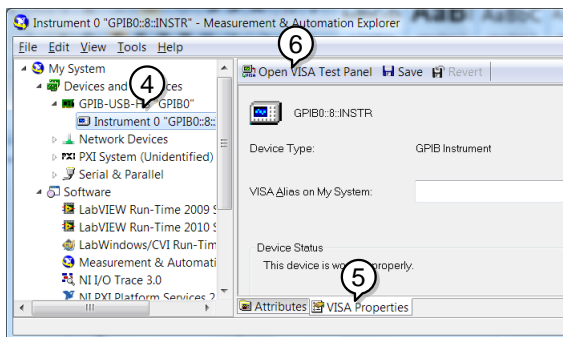 Instrument 0 "GPIB0::8::INSTR" - Measurement & Automation Explorer
File Edit View Tools Help
6
My System
Open VISA Test Panel Save Revert
4
Devices and
GPIB-USB-H "GPIB0"
GPIB0::8::INSTR
Instrument 0 "GPIB0::8::
Network Devices
Device Type: GPIB Instrument
PXI PXI System (Unidentified)
Serial & Parallel
VISA Alias on My System:
Software
LabVIEW Run-Time 2009 S
LabVIEW Run-Time 2010 S
LabWindows/CVI Run-Tim
Device Status
Measurement & Automati
This device is properly.
5
NI I/O Trace 3.0
NI PXI Platform Services 2
Attributes VISA Properties